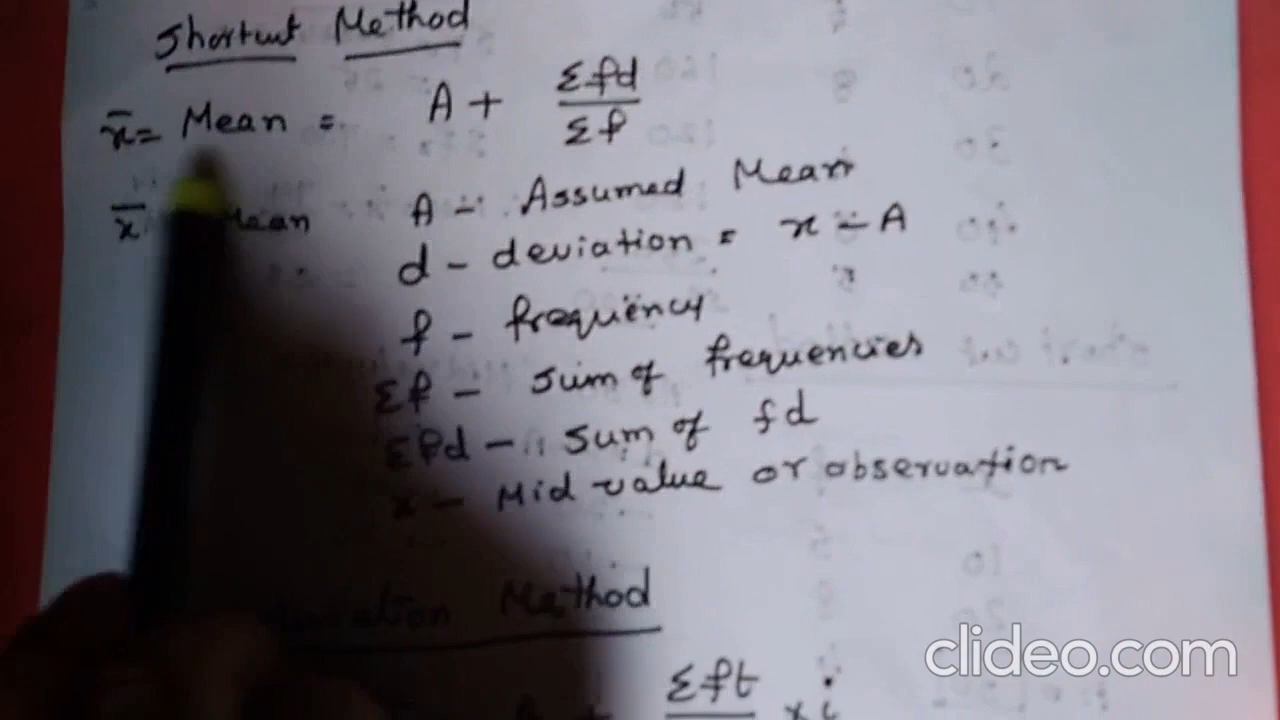 Shortcut Method
x̄ = Mean = A + Σfd / Σf
x̄ Mean A - Assumed Mean
d - deviation = x - A
f - frequency
Σf - sum of frequencies
Σfd - sum of fd
x - Mid value or observation
Method
Σft
x i
clideo.com